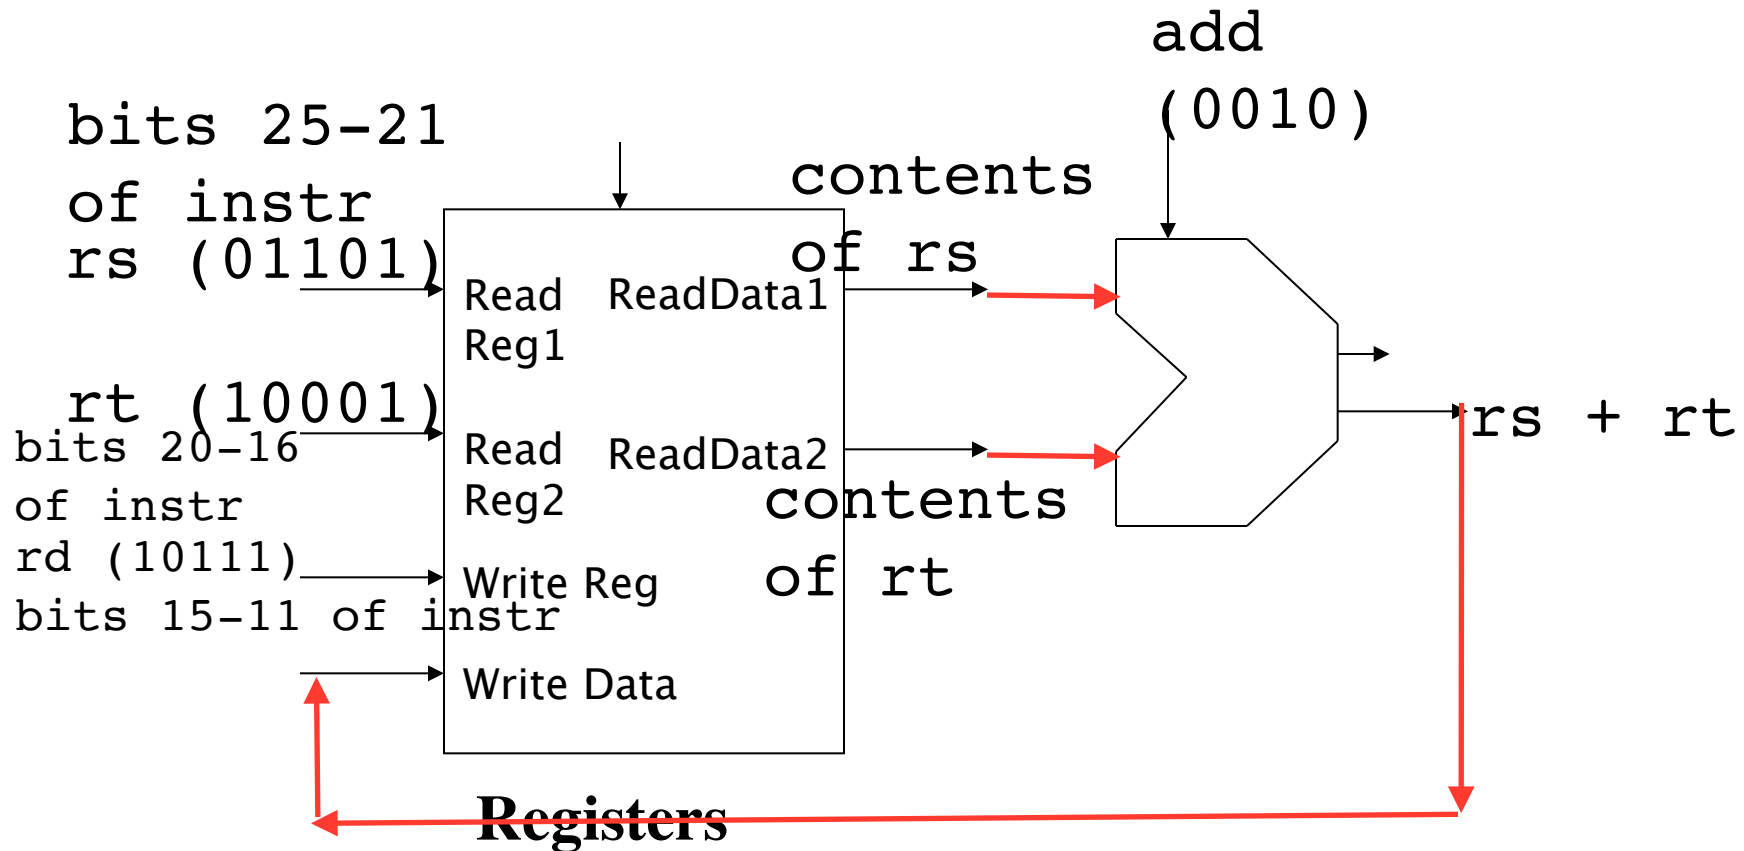 add
(0010)
bits 25-21
of instr
rs (01101)
contents
of rs
Read
Reg1
ReadData1
rt (10001)
bits 20-16
of instr
Read
Reg2
ReadData2
contents
of rt
rs + rt
rd (10111)
bits 15-11 of instr
Write Reg
Write Data
Registers